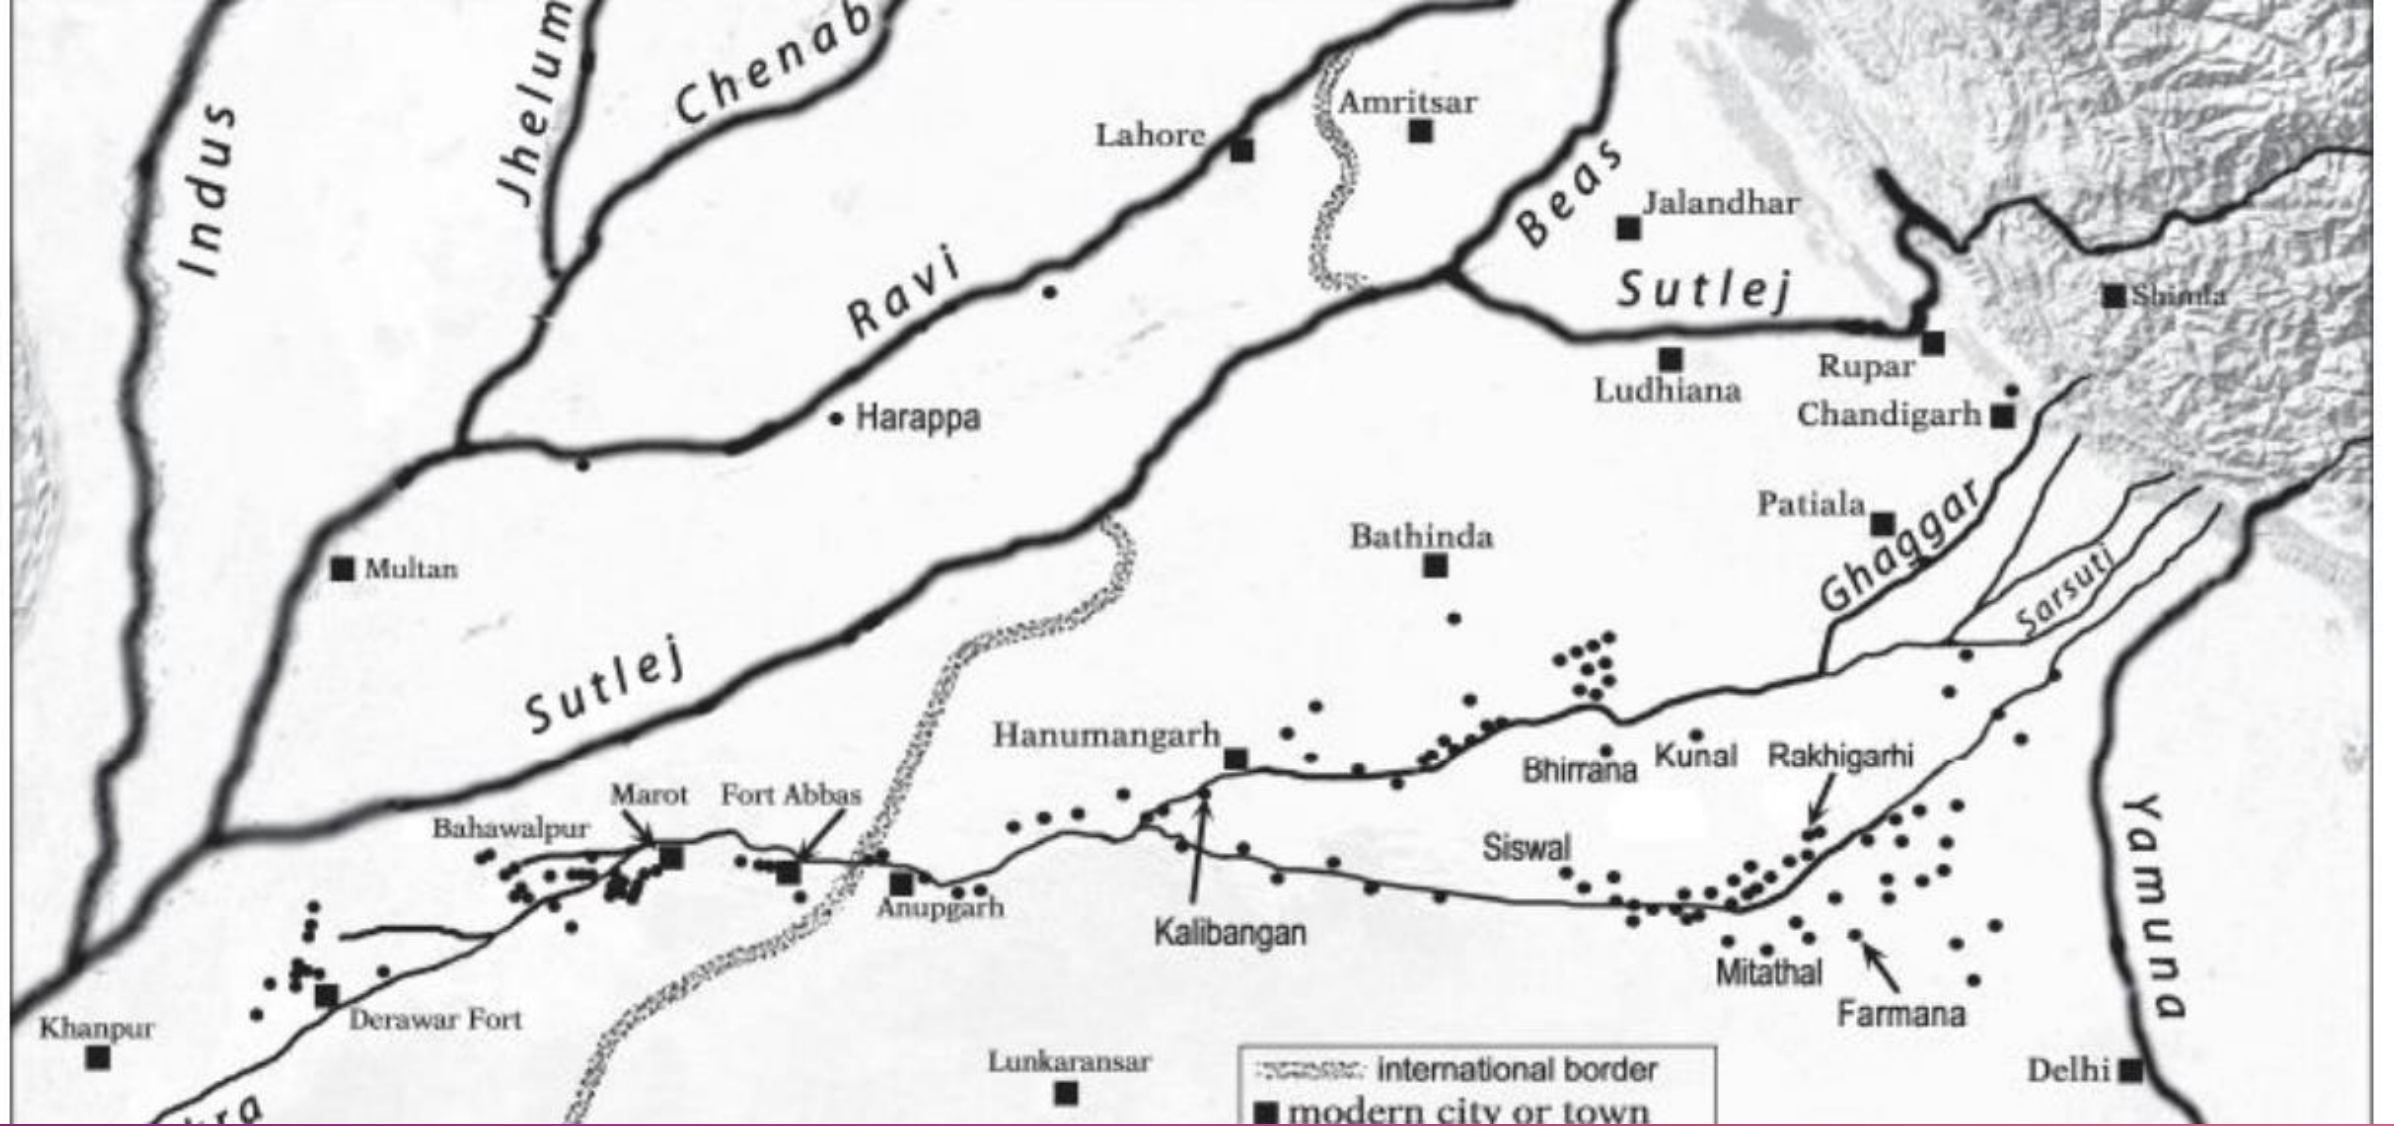 Indus
Jhelum
Chenab
Lahore
Amritsar
Beas
Jalandhar
Ravi
Sutlej
Shimla
Rupar
Ludhiana
Chandigarh
Harappa
Patiala
Ghaggar
Bathinda
Multan
Sarsuti
Sutlej
Hanumangarh
Bhirrana
Kunal
Rakhigarhi
Marot
Fort Abbas
Bahawalpur
Siswal
Yamuna
Anupgarh
Kalibangan
Mitathal
Farmana
Khanpur
Derawar Fort
Lunkaransar
Delhi
international border
modern city or town